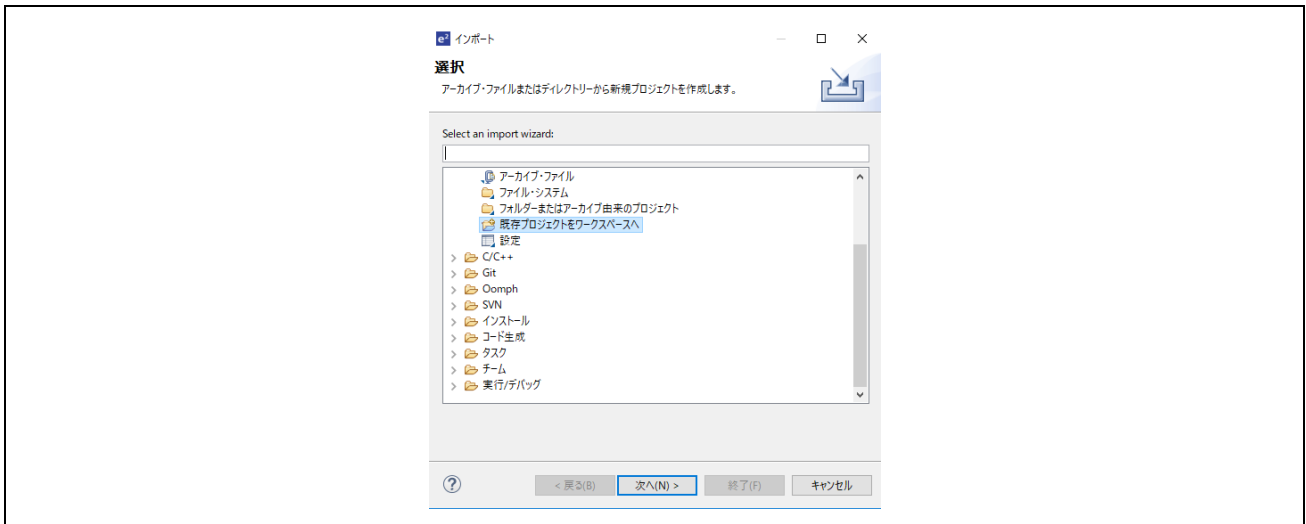 e² インポート
選択
アーカイブ・ファイルまたはディレクトリーから新規プロジェクトを作成します。
Select an import wizard:
アーカイブ・ファイル
ファイル・システム
フォルダーまたはアーカイブ由来のプロジェクト
既存プロジェクトをワークスペースへ
設定
> C/C++
> Git
> Oomph
> SVN
> インストール
> コード生成
> タスク
> チーム
> 実行/デバッグ
? < 戻る(B) 次へ(N) > 終了(F) キャンセル